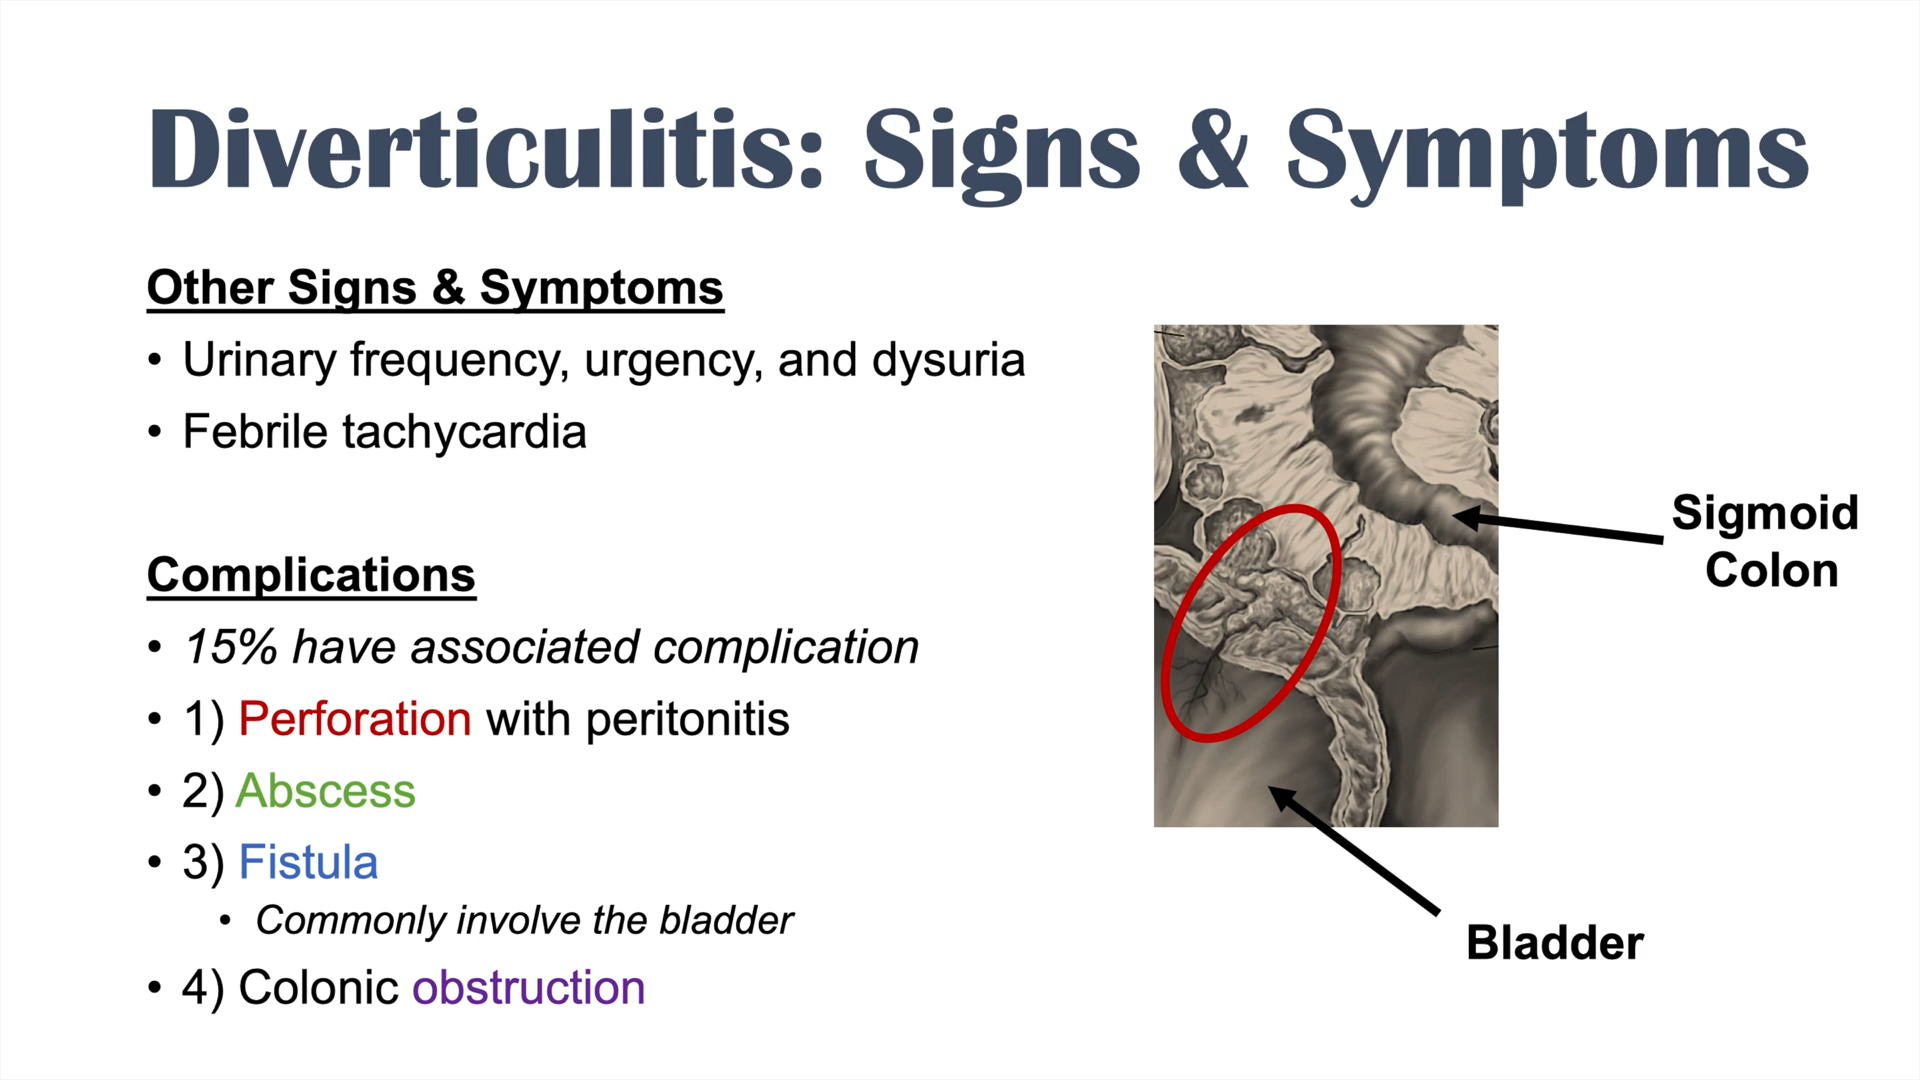 Diverticulitis: Signs & Symptoms
Other Signs & Symptoms
• Urinary frequency, urgency, and dysuria
• Febrile tachycardia
Complications
• 15% have associated complication
• 1) Perforation with peritonitis
• 2) Abscess
• 3) Fistula
• Commonly involve the bladder
• 4) Colonic obstruction
Sigmoid
Colon
Bladder